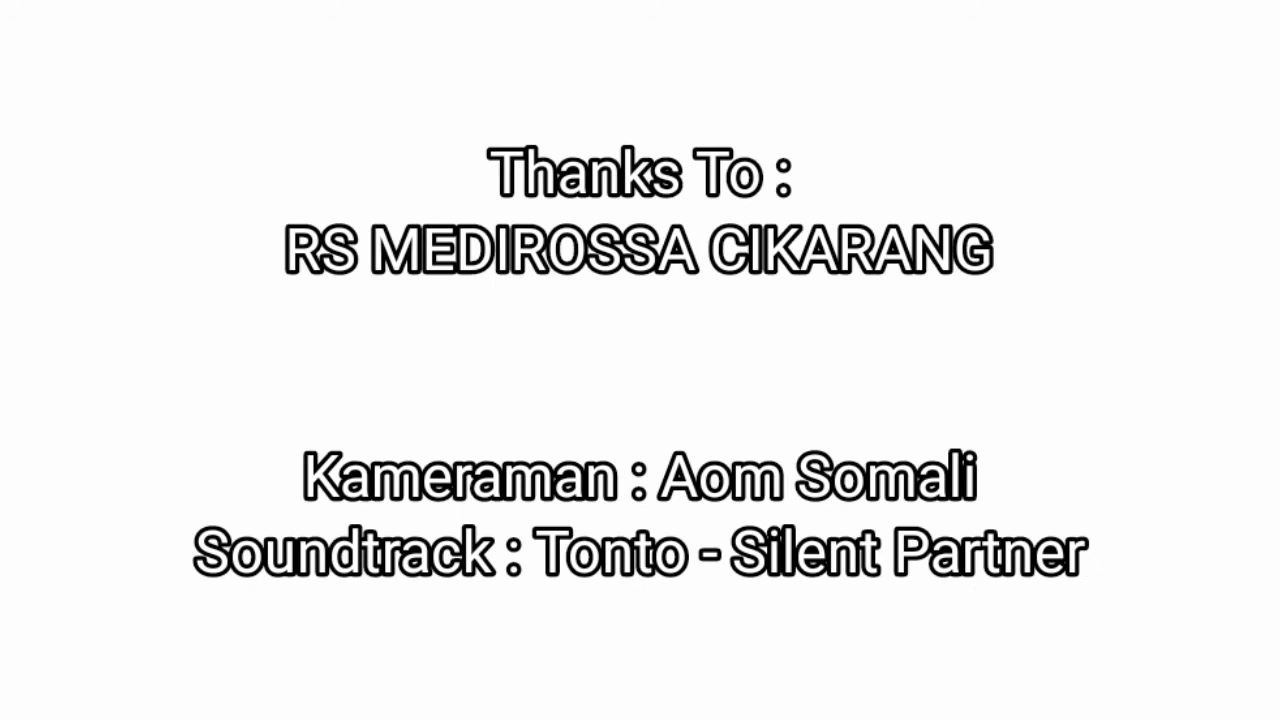 Thanks To :
RS MEDIROSSA CIKARANG
Kameraman : Aom Somali
Soundtrack : Tonto - Silent Partner